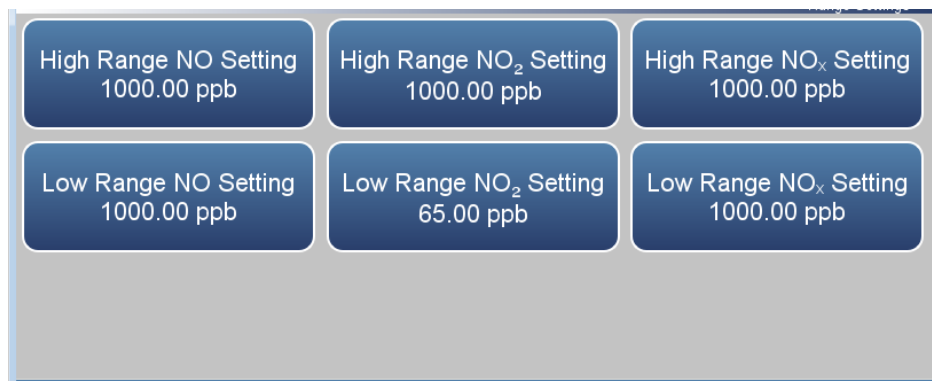 High Range NO Setting
1000.00 ppb
High Range NO₂ Setting
1000.00 ppb
High Range NOₓ Setting
1000.00 ppb
Low Range NO Setting
1000.00 ppb
Low Range NO₂ Setting
65.00 ppb
Low Range NOₓ Setting
1000.00 ppb